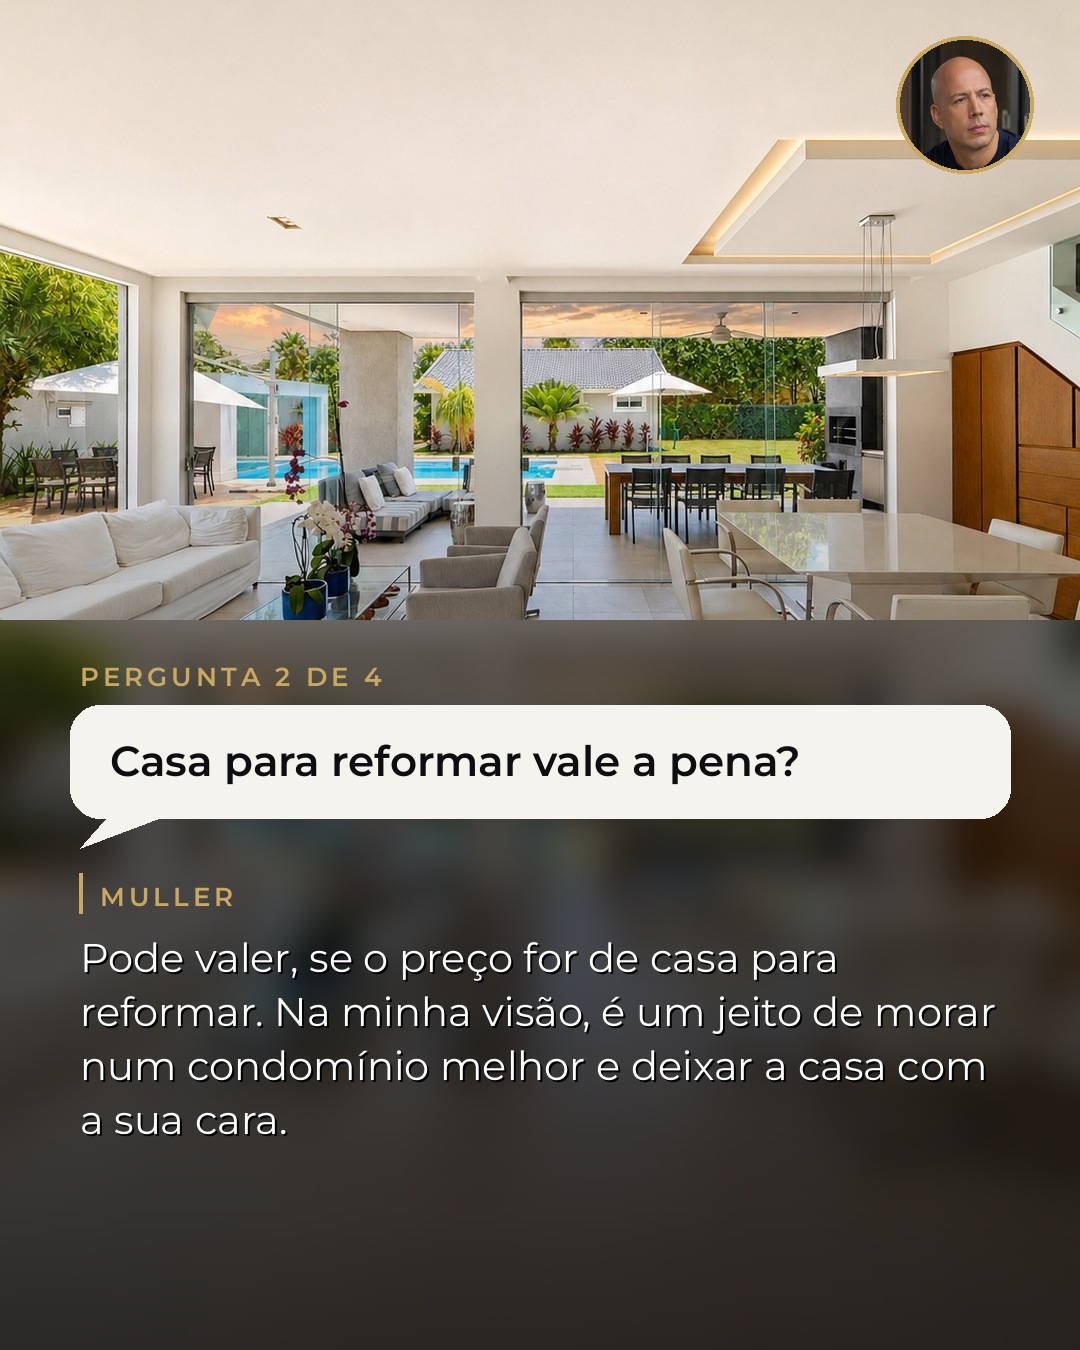 PERGUNTA 2 DE 4
Casa para reformar vale a pena?
MULLER
Pode valer, se o preço for de casa para
reformar. Na minha visão, é um jeito de morar
num condomínio melhor e deixar a casa com
a sua cara.